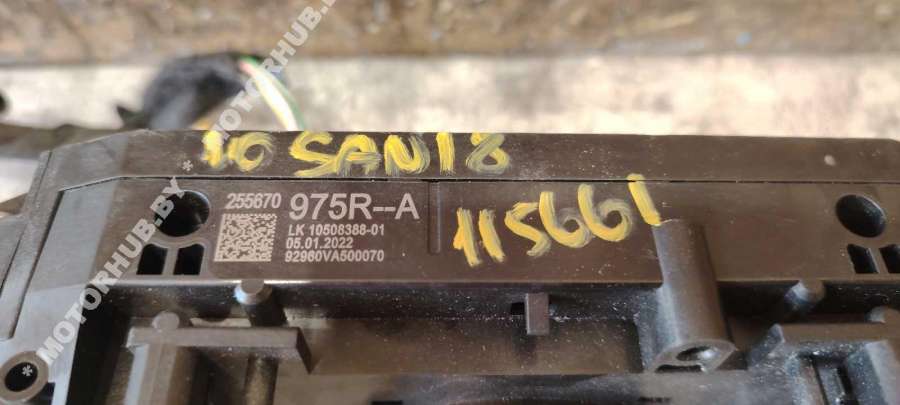 10 SAN18
255670 975R--A
LK 10508388-01
05.01.2022
92960VA500070
115661
MOTORHUB.BY * MOTORHUB.BY * MOTORHUB